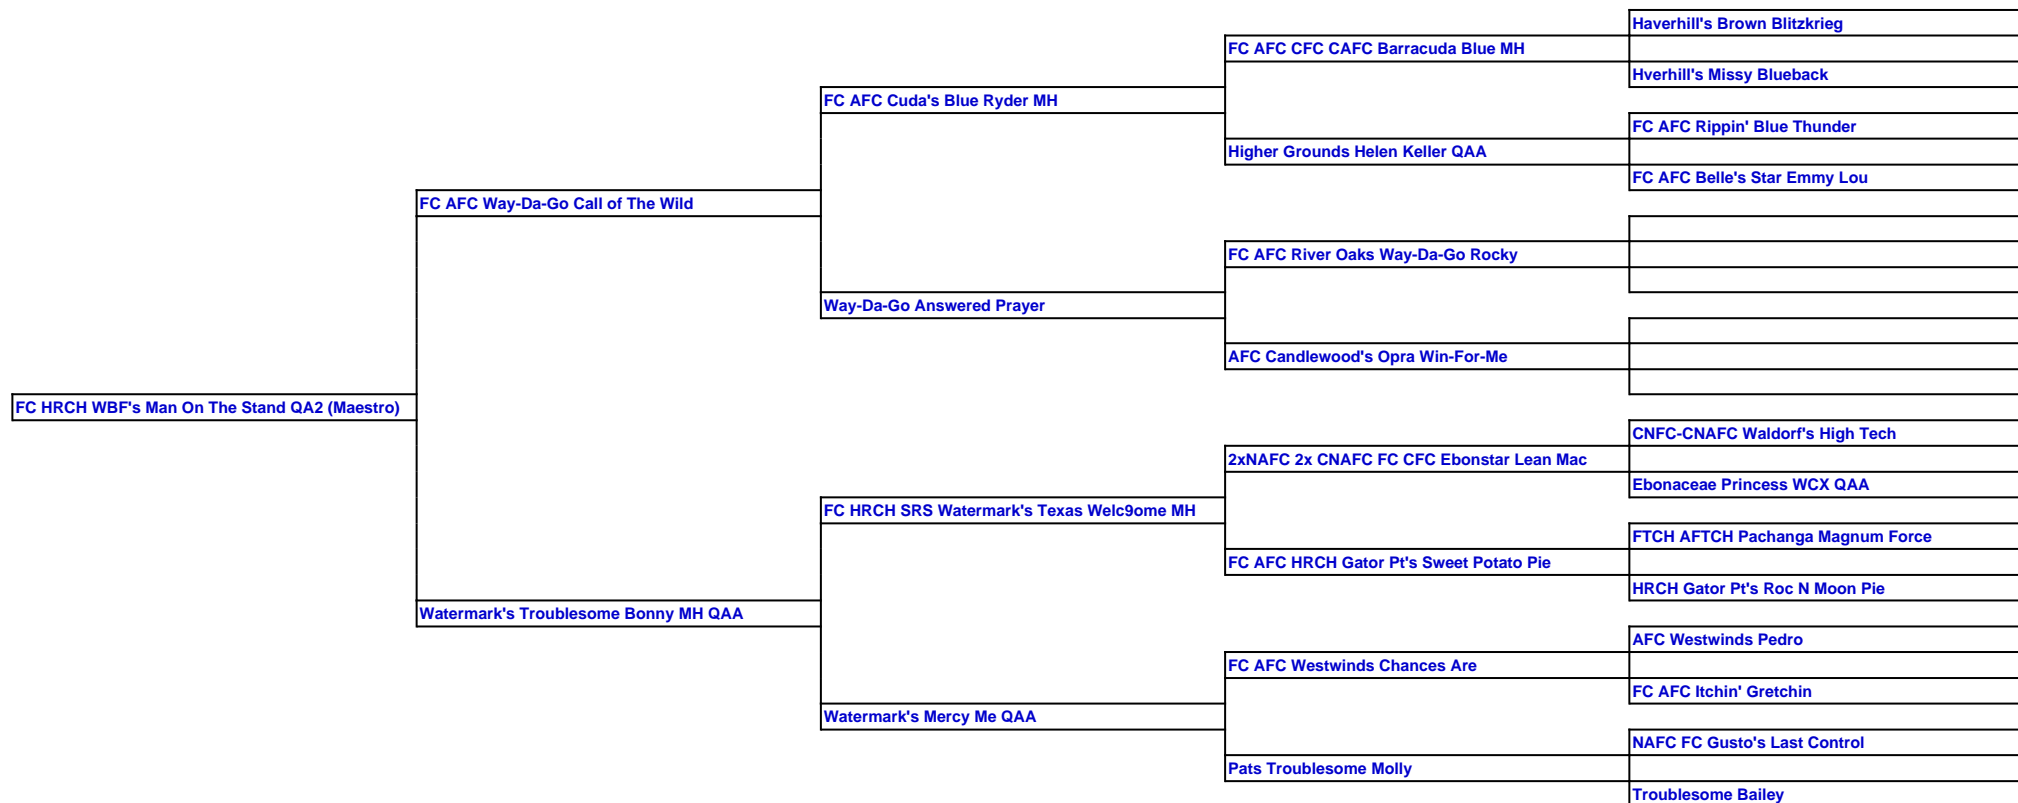 Haverhill's Brown Blitzkrieg
FC AFC CFC CAFC Barracuda Blue MH
Hverhill's Missy Blueback
FC AFC Cuda's Blue Ryder MH
FC AFC Rippin' Blue Thunder
Higher Grounds Helen Keller QAA
FC AFC Belle's Star Emmy Lou
FC AFC Way-Da-Go Call of The Wild
FC AFC River Oaks Way-Da-Go Rocky
Way-Da-Go Answered Prayer
AFC Candlewood's Opra Win-For-Me
FC HRCH WBF's Man On The Stand QA2 (Maestro)
CNFC-CNAFC Waldorf's High Tech
2xNAFC 2x CNAFC FC CFC Ebonstar Lean Mac
Ebonaceae Princess WCX QAA
FC HRCH SRS Watermark's Texas Welc9ome MH
FTCH AFTCH Pachanga Magnum Force
FC AFC HRCH Gator Pt's Sweet Potato Pie
HRCH Gator Pt's Roc N Moon Pie
Watermark's Troublesome Bonny MH QAA
AFC Westwinds Pedro
FC AFC Westwinds Chances Are
FC AFC Itchin' Gretchin
Watermark's Mercy Me QAA
NAFC FC Gusto's Last Control
Pats Troublesome Molly
Troublesome Bailey